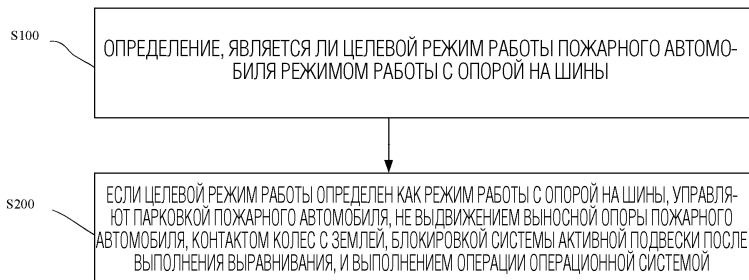 S100
ОПРЕДЕЛЕНИЕ, ЯВЛЯЕТСЯ ЛИ ЦЕЛЕВОЙ РЕЖИМ РАБОТЫ ПОЖАРНОГО АВТОМО-
БИЛЯ РЕЖИМОМ РАБОТЫ С ОПОРОЙ НА ШИНЫ
S200
ЕСЛИ ЦЕЛЕВОЙ РЕЖИМ РАБОТЫ ОПРЕДЕЛЕН КАК РЕЖИМ РАБОТЫ С ОПОРОЙ НА ШИНЫ, УПРАВЛЯ-
ЮТ ПАРКОВКОЙ ПОЖАРНОГО АВТОМОБИЛЯ, НЕ ВЫДВИЖЕНИЕМ ВЫНОСНОЙ ОПОРЫ ПОЖАРНОГО
АВТОМОБИЛЯ, КОНТАКТОМ КОЛЕС С ЗЕМЛЕЙ, БЛОКИРОВКОЙ СИСТЕМЫ АКТИВНОЙ ПОДВЕСКИ ПОСЛЕ
ВЫПОЛНЕНИЯ ВЫРАВНИВАНИЯ, И ВЫПОЛНЕНИЕМ ОПЕРАЦИИ ОПЕРАЦИОННОЙ СИСТЕМОЙ